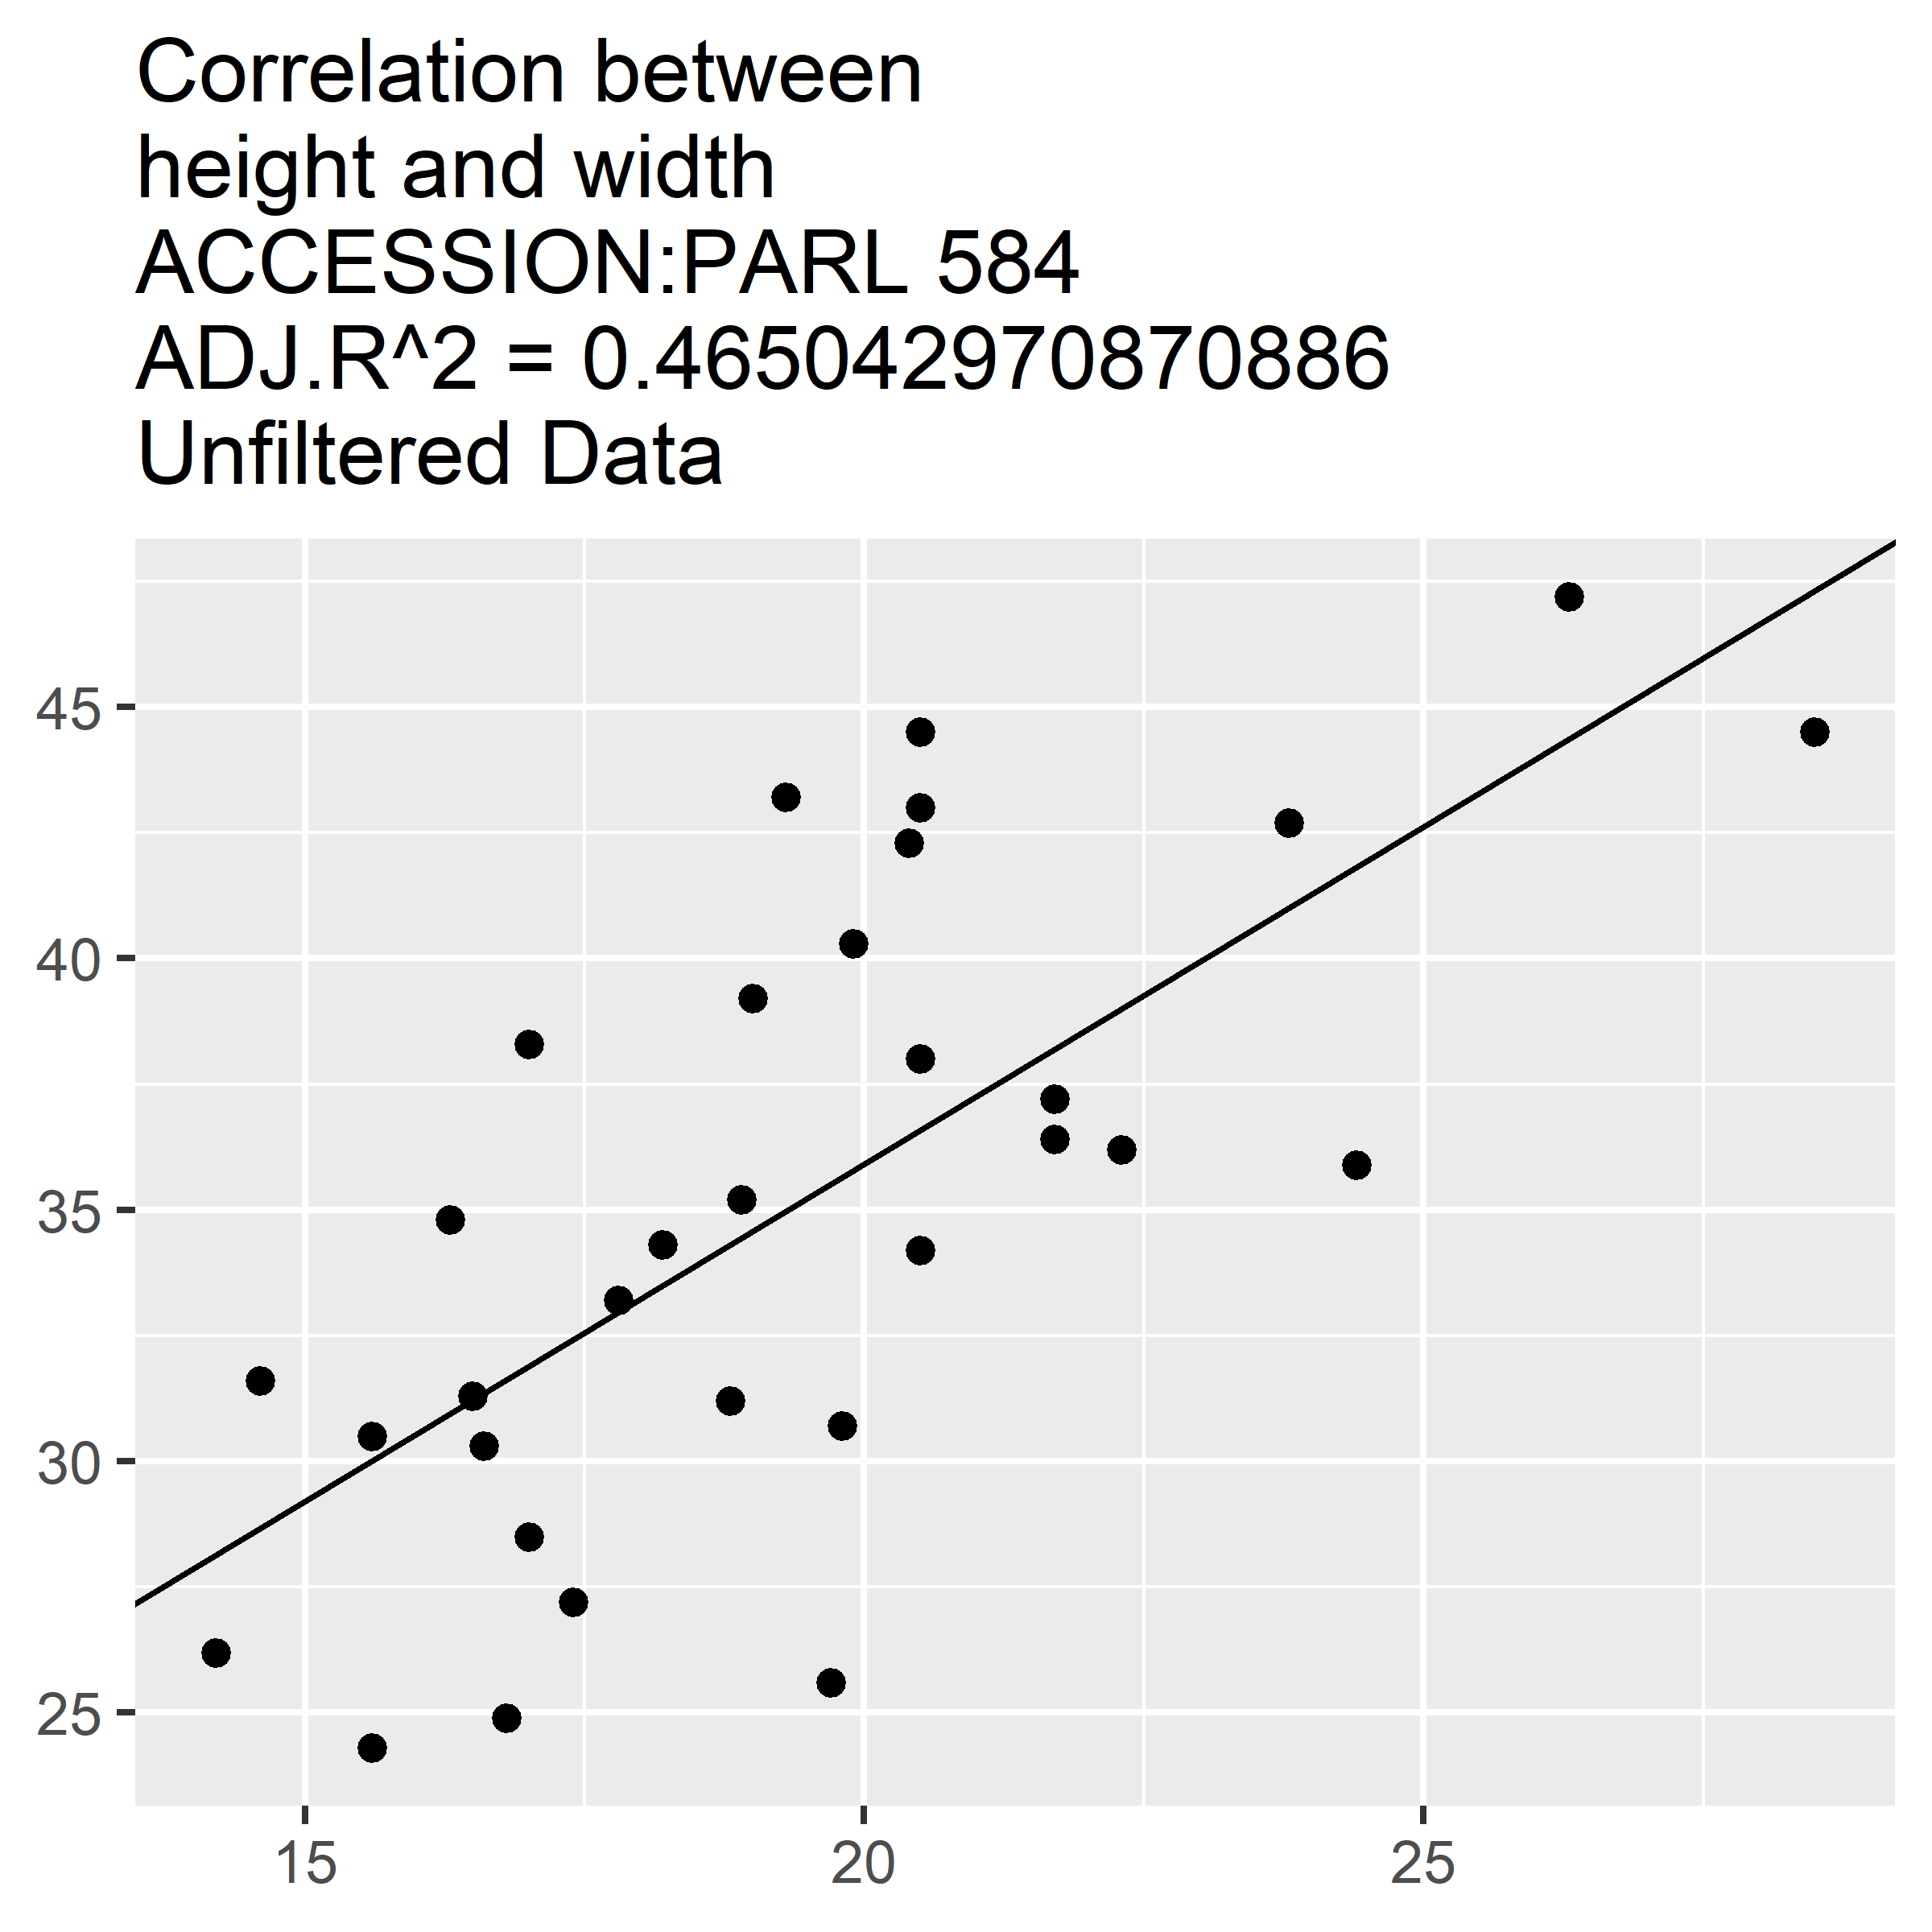 Correlation between
height and width
ACCESSION:PARL 584
ADJ.R^2 = 0.465042970870886
Unfiltered Data
45
40
35
30
25
15 20 25